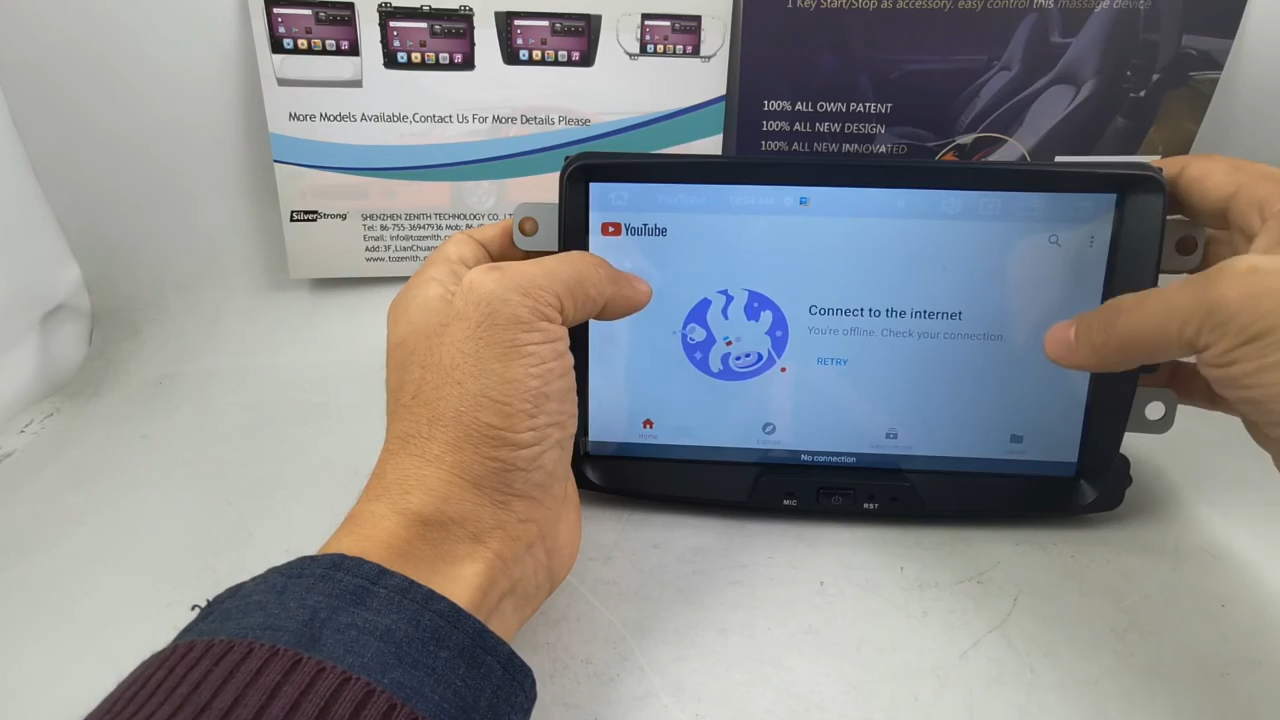 1 Key Start/Stop as accessory. easy control this massage device
More Models Available,Contact Us For More Details Please
100% ALL OWN PATENT
100% ALL NEW DESIGN
100% ALL NEW INNOVATED
SilverStrong
SHENZHEN ZENITH TECHNOLOGY CO.,L
Tel: 86-755-36947936 Mob: 86
Email: info@tozenith.c
Add:3F,LianChuan
www.tozenith.
YouTube
YouTube
Connect to the internet
You're offline. Check your connection.
RETRY
Home
No connection
MIC
RST